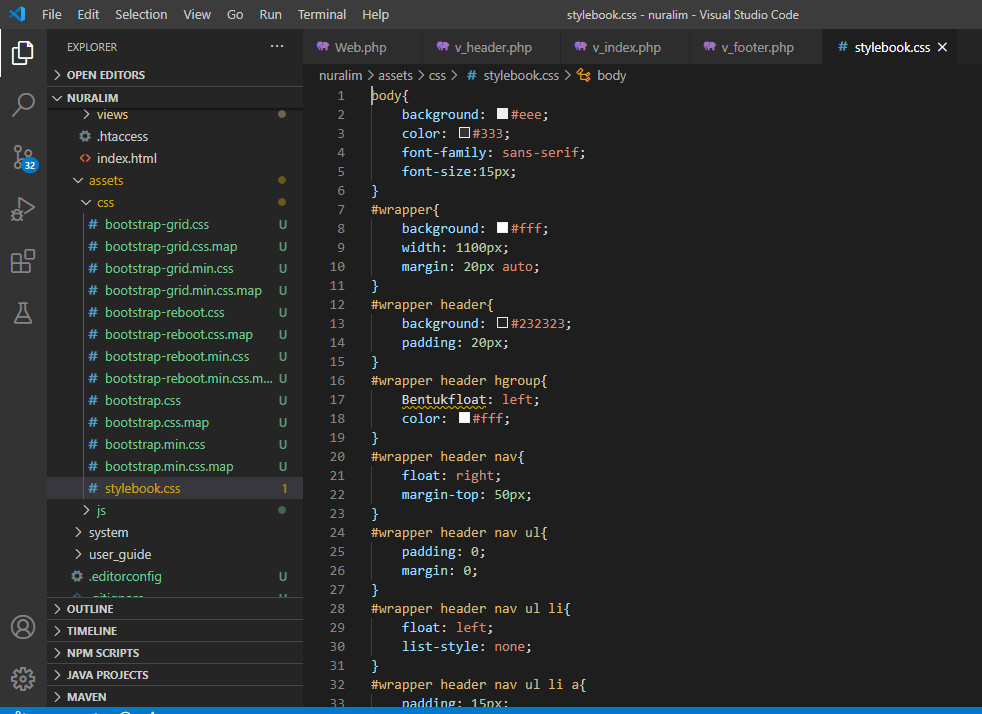 File Edit Selection View Go Run Terminal Help stylebook.css - nuralim - Visual Studio Code
EXPLORER ...
Web.php v_header.php v_index.php v_footer.php # stylebook.css
OPEN EDITORS
nuralim > assets > css > # stylebook.css > body
NURALIM
views
.htaccess
index.html
assets
css
# bootstrap-grid.css U
# bootstrap-grid.css.map U
# bootstrap-grid.min.css U
# bootstrap-grid.min.css.map U
# bootstrap-reboot.css U
# bootstrap-reboot.css.map U
# bootstrap-reboot.min.css U
# bootstrap-reboot.min.css.m... U
# bootstrap.css U
# bootstrap.css.map U
# bootstrap.min.css U
# bootstrap.min.css.map U
# stylebook.css 1
js
system
user_guide
.editorconfig U
OUTLINE
TIMELINE
NPM SCRIPTS
JAVA PROJECTS
MAVEN
32
1 body{
2 background: #eee;
3 color: #333;
4 font-family: sans-serif;
5 font-size:15px;
6 }
7 #wrapper{
8 background: #fff;
9 width: 1100px;
10 margin: 20px auto;
11 }
12 #wrapper header{
13 background: #232323;
14 padding: 20px;
15 }
16 #wrapper header hgroup{
17 Bentukfloat: left;
18 color: #fff;
19 }
20 #wrapper header nav{
21 float: right;
22 margin-top: 50px;
23 }
24 #wrapper header nav ul{
25 padding: 0;
26 margin: 0;
27 }
28 #wrapper header nav ul li{
29 float: left;
30 list-style: none;
31 }
32 #wrapper header nav ul li a{
33 padding: 15px;